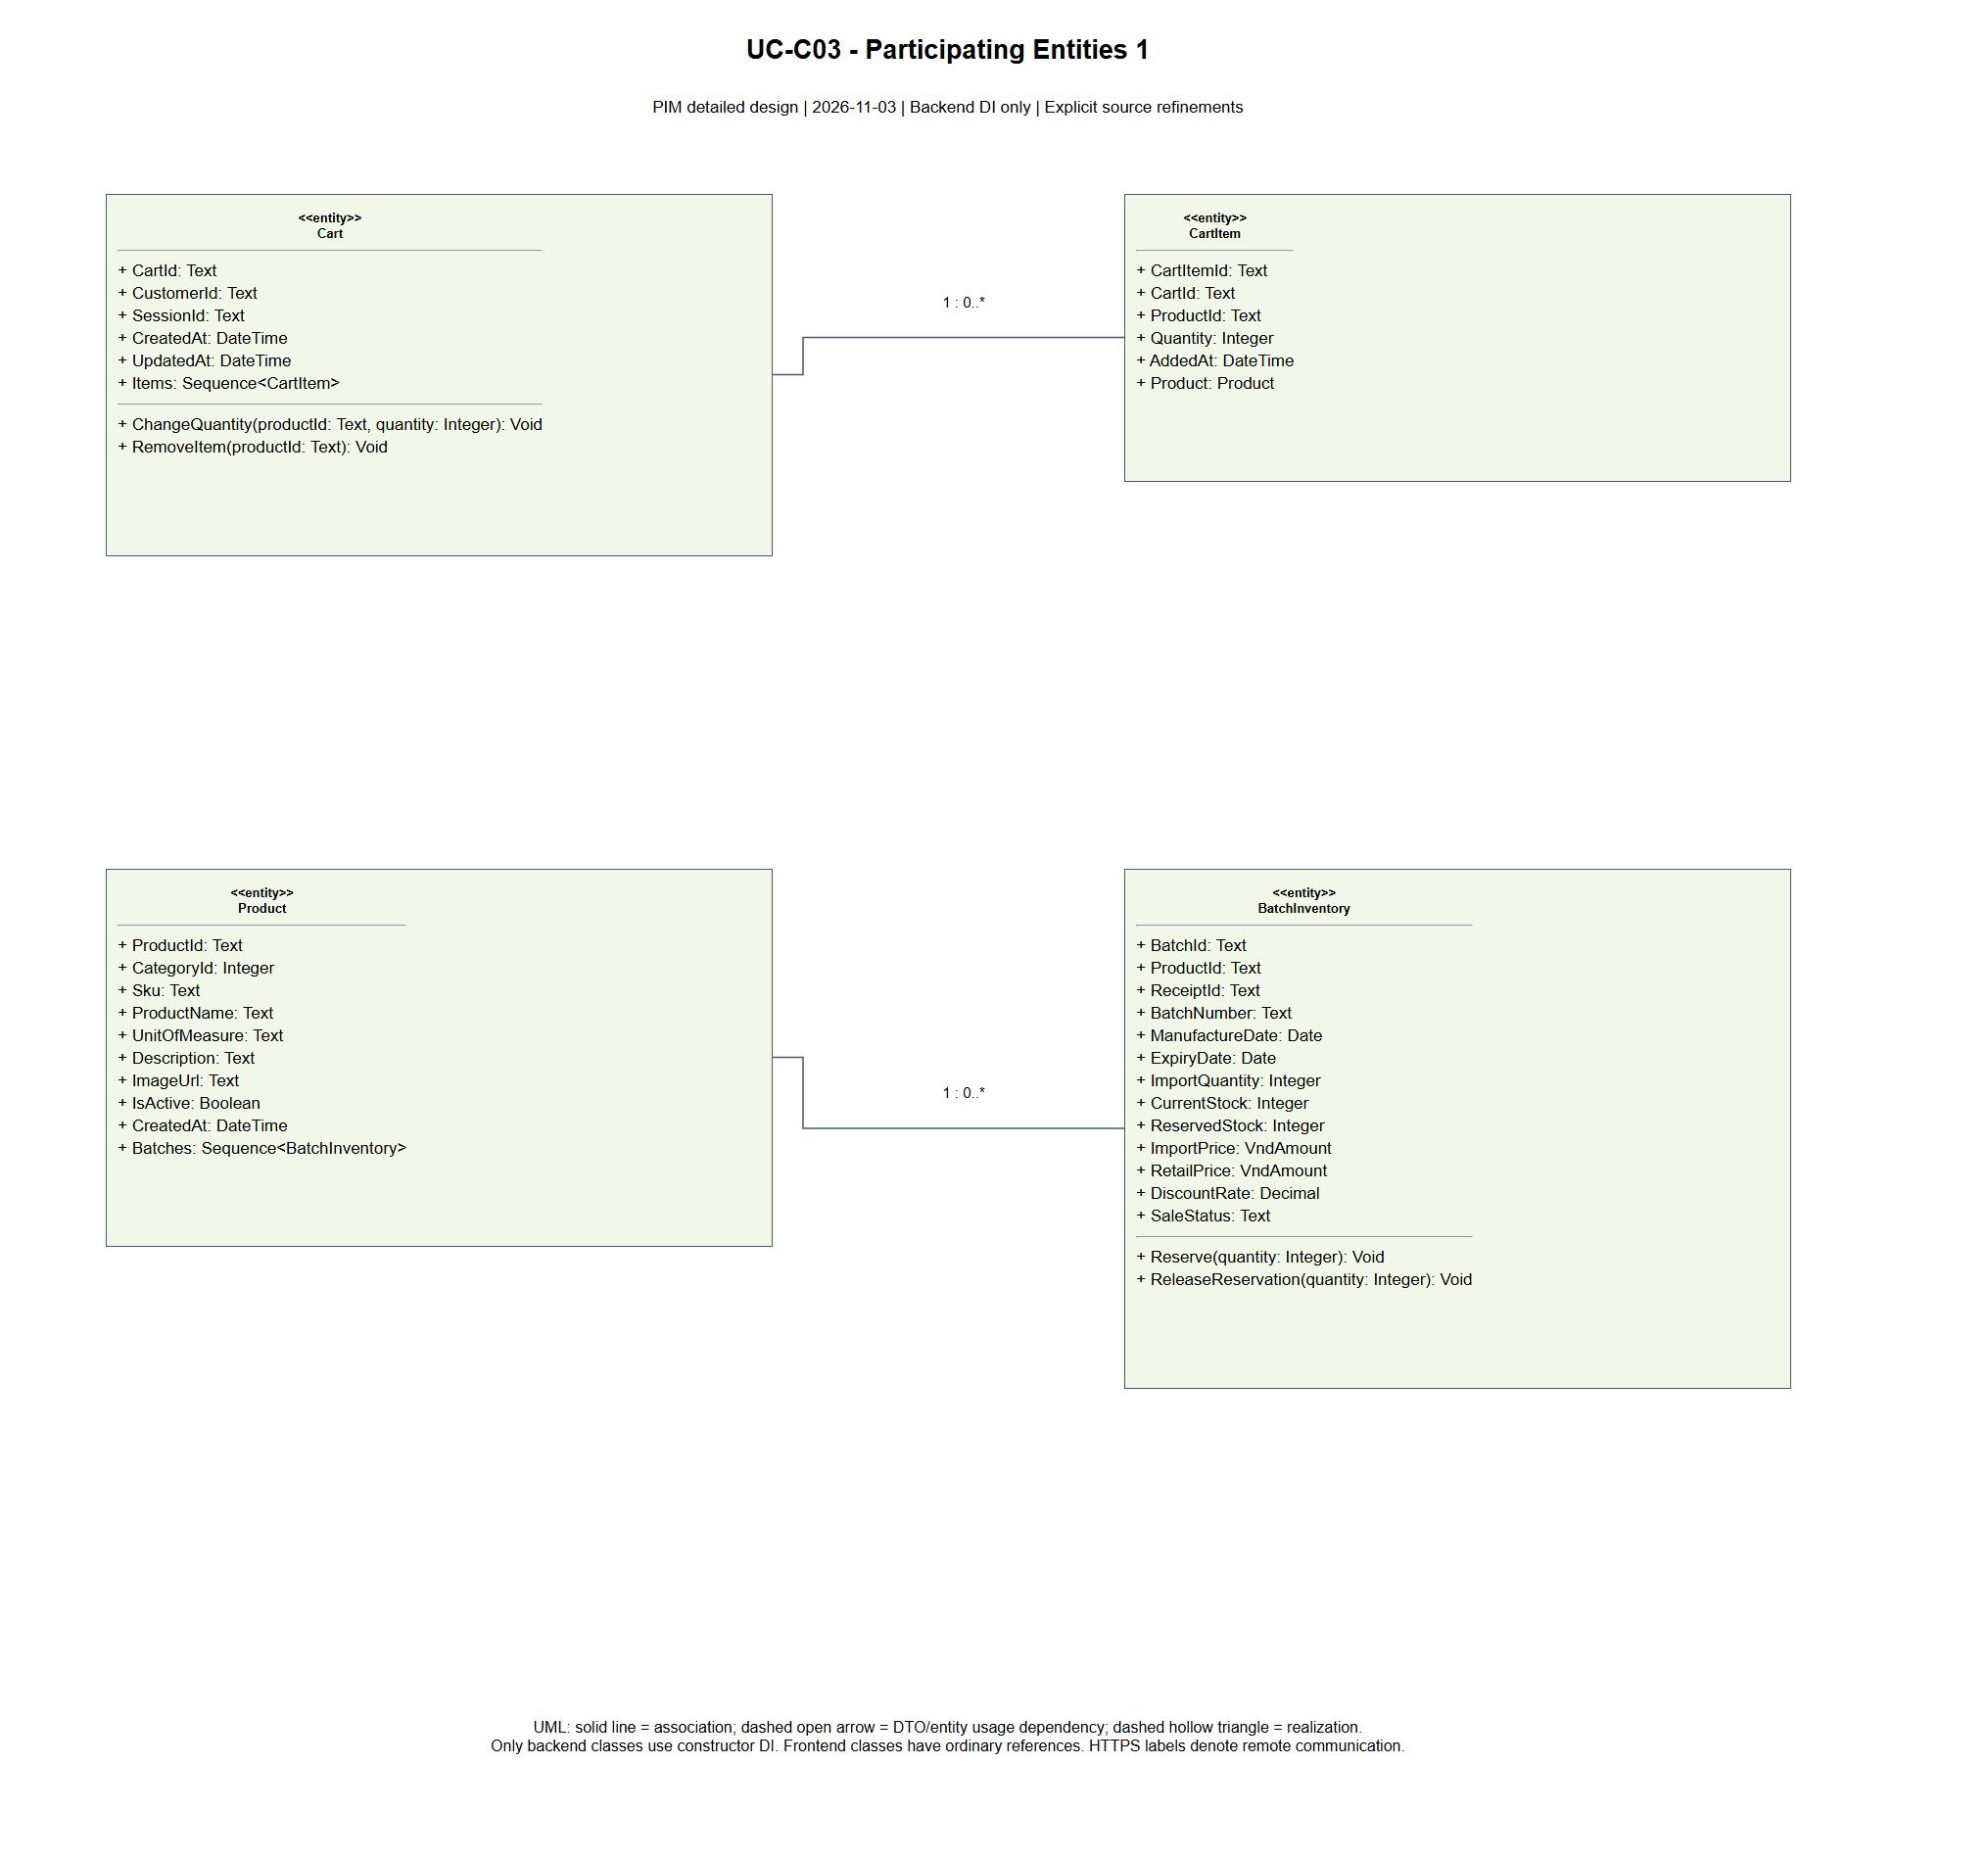 UC-C03 - Participating Entities 1
PIM detailed design | 2026-11-03 | Backend DI only | Explicit source refinements
<<entity>>
Cart
+ CartId: Text
+ CustomerId: Text
+ SessionId: Text
+ CreatedAt: DateTime
+ UpdatedAt: DateTime
+ Items: Sequence<CartItem>
+ ChangeQuantity(productId: Text, quantity: Integer): Void
+ RemoveItem(productId: Text): Void
1 : 0..*
<<entity>>
CartItem
+ CartItemId: Text
+ CartId: Text
+ ProductId: Text
+ Quantity: Integer
+ AddedAt: DateTime
+ Product: Product
<<entity>>
Product
+ ProductId: Text
+ CategoryId: Integer
+ Sku: Text
+ ProductName: Text
+ UnitOfMeasure: Text
+ Description: Text
+ ImageUrl: Text
+ IsActive: Boolean
+ CreatedAt: DateTime
+ Batches: Sequence<BatchInventory>
1 : 0..*
<<entity>>
BatchInventory
+ BatchId: Text
+ ProductId: Text
+ ReceiptId: Text
+ BatchNumber: Text
+ ManufactureDate: Date
+ ExpiryDate: Date
+ ImportQuantity: Integer
+ CurrentStock: Integer
+ ReservedStock: Integer
+ ImportPrice: VndAmount
+ RetailPrice: VndAmount
+ DiscountRate: Decimal
+ SaleStatus: Text
+ Reserve(quantity: Integer): Void
+ ReleaseReservation(quantity: Integer): Void
UML: solid line = association; dashed open arrow = DTO/entity usage dependency; dashed hollow triangle = realization.
Only backend classes use constructor DI. Frontend classes have ordinary references. HTTPS labels denote remote communication.